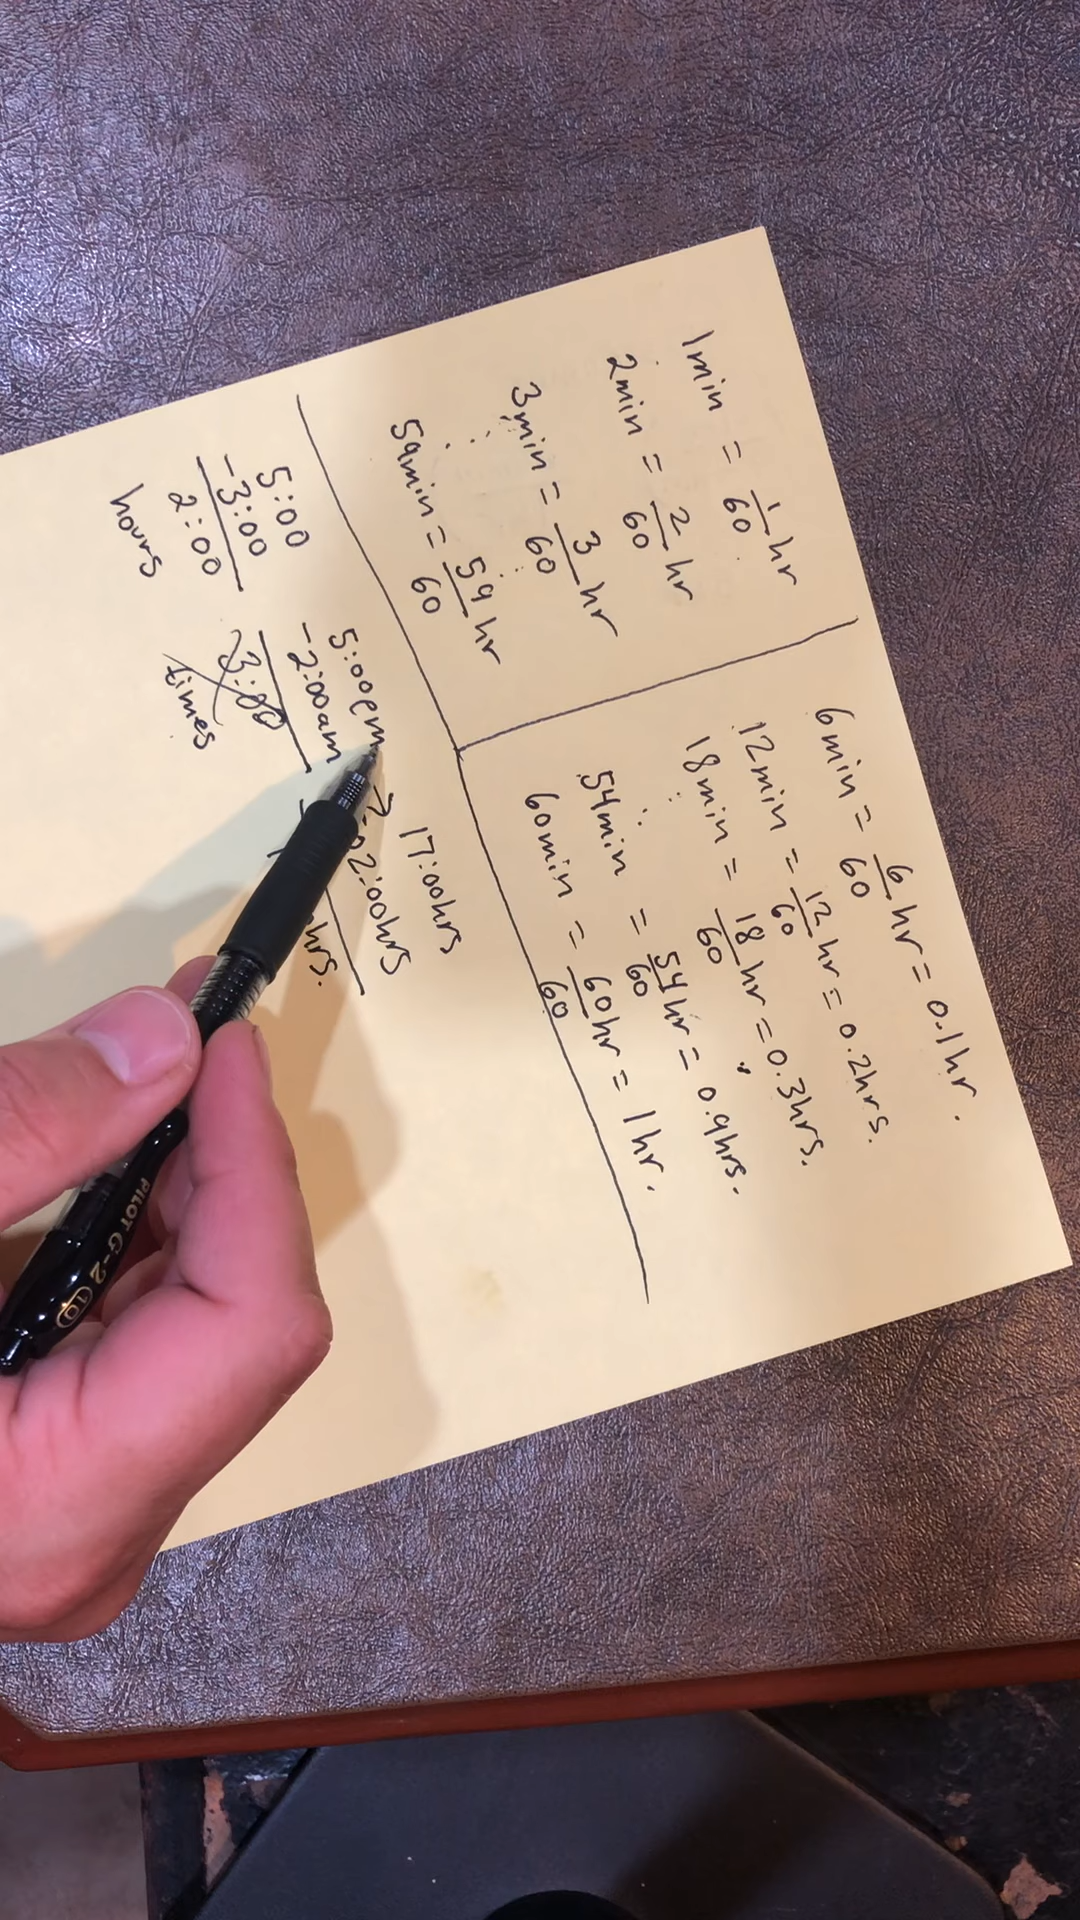 1min = 1/60 hr
2min = 2/60 hr
3min = 3/60 hr
⋮
59min = 59/60 hr
6min = 6/60 hr = 0.1hr.
12min = 12/60 hr = 0.2hrs.
18min = 18/60 hr = 0.3hrs.
⋮
54min = 54/60 hr = 0.9hrs.
60min = 60/60 hr = 1hr.
5:00
-3:00
2:00
hours
5:00pm
-2:00am
3:00
times
→ 17:00hrs
-02:00hrs
hrs.
PILOT G-2 10